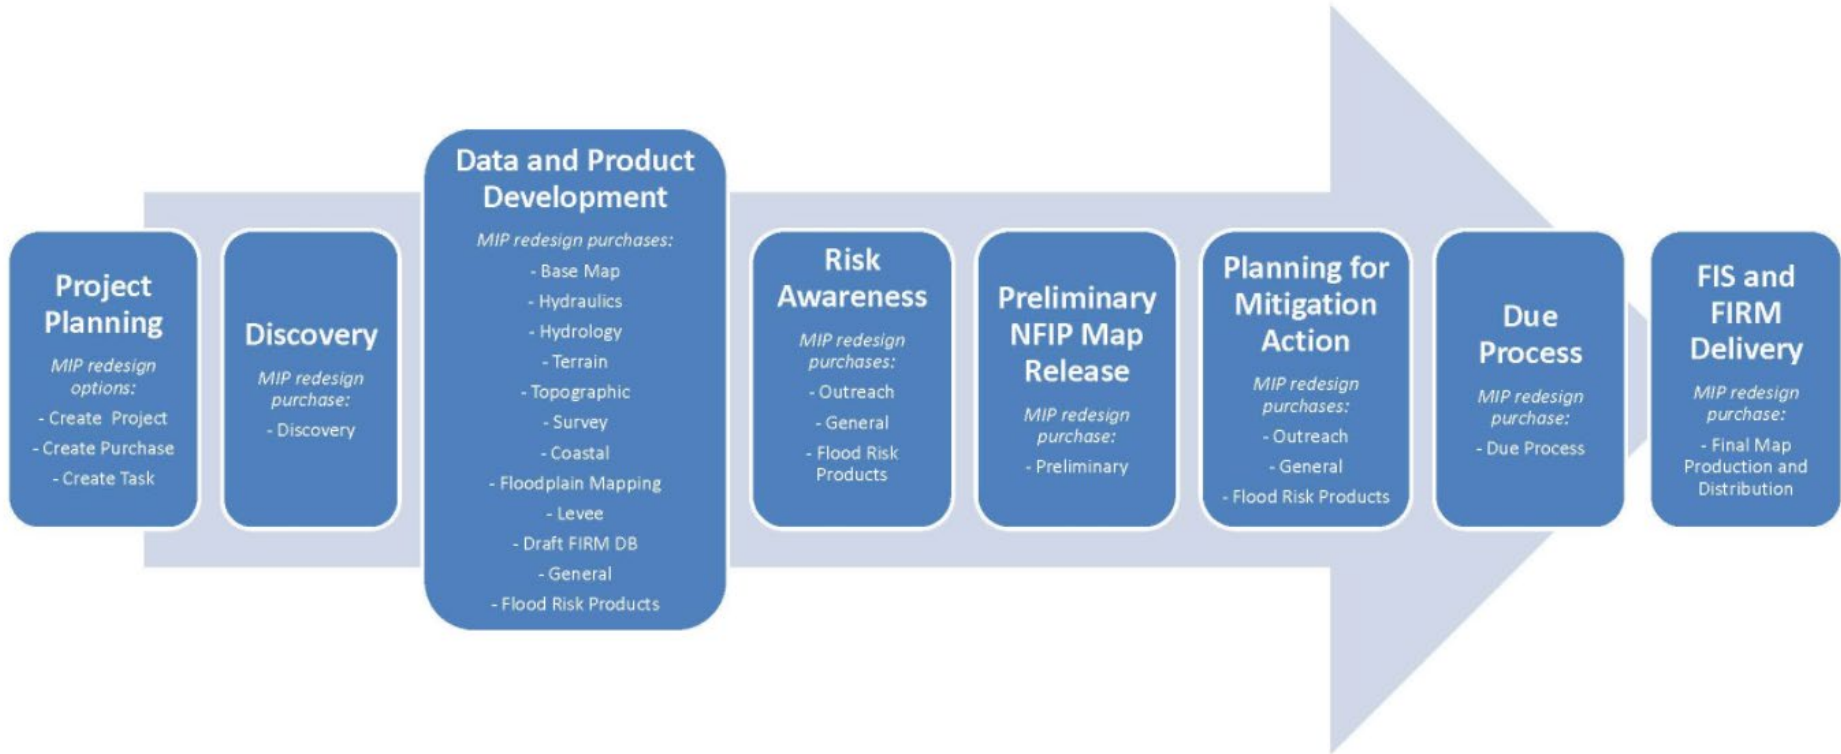 Project
Planning
MIP redesign
options:
- Create Project
- Create Purchase
- Create Task
Discovery
MIP redesign
purchase:
- Discovery
Data and Product
Development
MIP redesign purchases:
- Base Map
- Hydraulics
- Hydrology
- Terrain
- Topographic
- Survey
- Coastal
- Floodplain Mapping
- Levee
- Draft FIRM DB
- General
- Flood Risk Products
Risk
Awareness
MIP redesign
purchases:
- Outreach
- General
- Flood Risk
Products
Preliminary
NFIP Map
Release
MIP redesign
purchase:
- Preliminary
Planning for
Mitigation
Action
MIP redesign
purchases:
- Outreach
- General
- Flood Risk Products
Due
Process
MIP redesign
purchase:
- Due Process
FIS and
FIRM
Delivery
MIP redesign
purchase:
- Final Map
Production and
Distribution